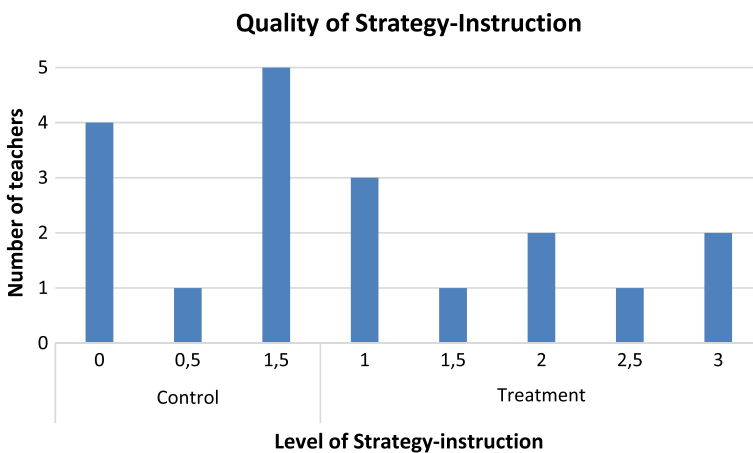 Quality of Strategy-Instruction
Number of teachers
5
4
3
2
1
0
0 0,5 1,5 1 1,5 2 2,5 3
Control Treatment
Level of Strategy-instruction